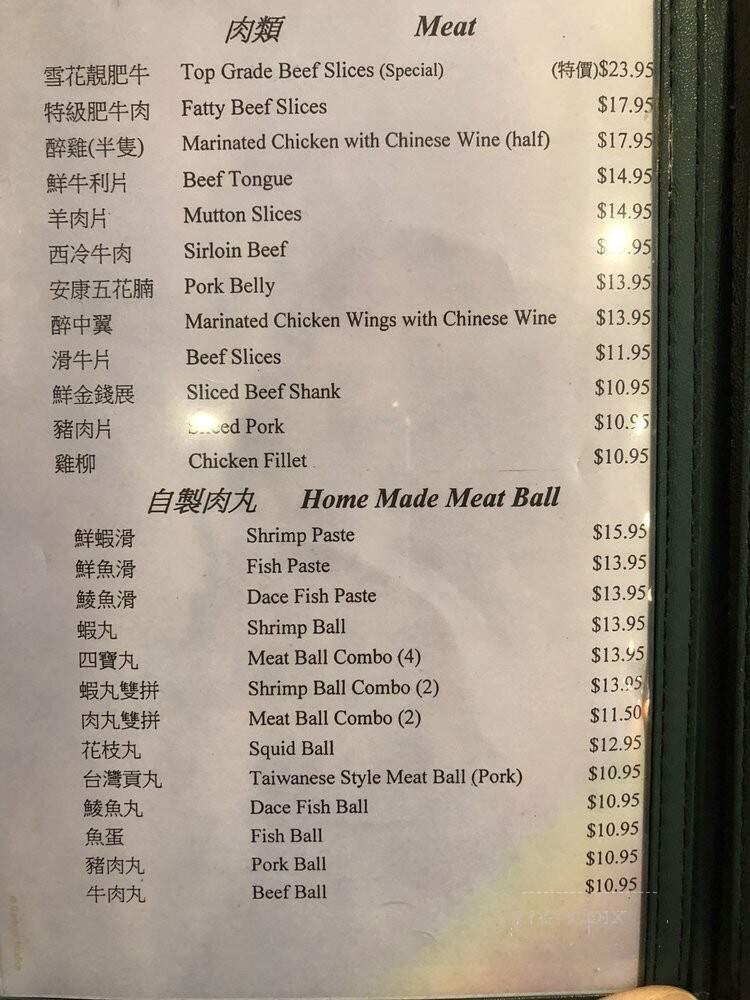 肉類 Meat
雪花靚肥牛 Top Grade Beef Slices (Special) (特價)$23.95
特級肥牛肉 Fatty Beef Slices $17.95
醉雞(半隻) Marinated Chicken with Chinese Wine (half) $17.95
鮮牛利片 Beef Tongue $14.95
羊肉片 Mutton Slices $14.95
西冷牛肉 Sirloin Beef
安康五花腩 Pork Belly $13.95
醉中翼 Marinated Chicken Wings with Chinese Wine $13.95
滑牛片 Beef Slices $11.95
鮮金錢展 Sliced Beef Shank $10.95
豬肉片 Sliced Pork $10.95
雞柳 Chicken Fillet $10.95
自製肉丸 Home Made Meat Ball
鮮蝦滑 Shrimp Paste $15.95
鮮魚滑 Fish Paste $13.95
鯪魚滑 Dace Fish Paste $13.95
蝦丸 Shrimp Ball $13.95
四寶丸 Meat Ball Combo (4) $13.95
蝦丸雙拼 Shrimp Ball Combo (2) $13.95
肉丸雙拼 Meat Ball Combo (2) $11.50
花枝丸 Squid Ball $12.95
台灣貢丸 Taiwanese Style Meat Ball (Pork) $10.95
鯪魚丸 Dace Fish Ball $10.95
魚蛋 Fish Ball $10.95
豬肉丸 Pork Ball $10.95
牛肉丸 Beef Ball $10.95